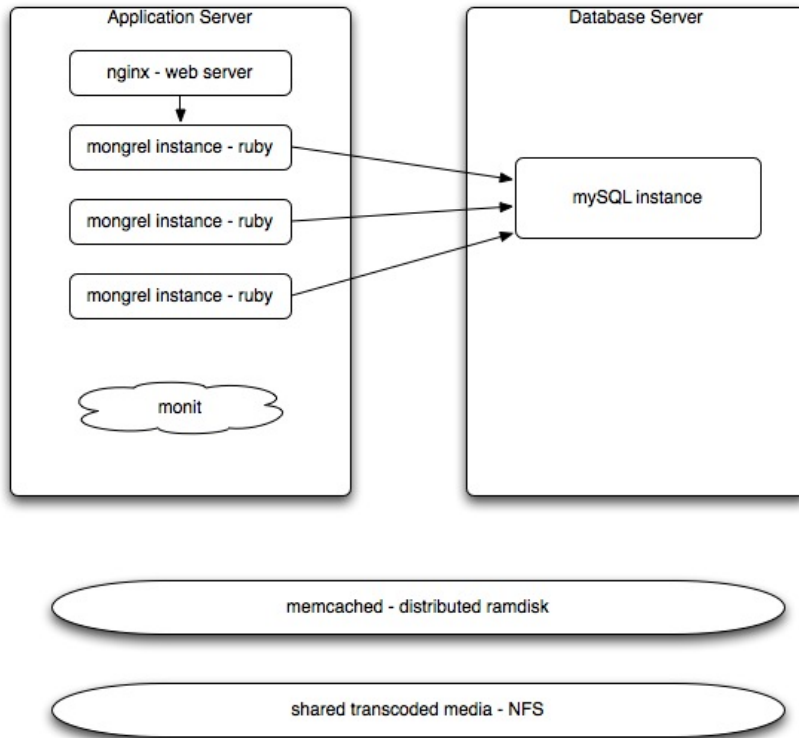 Application Server
nginx - web server
mongrel instance - ruby
mongrel instance - ruby
mongrel instance - ruby
monit
Database Server
mySQL instance
memcached - distributed ramdisk
shared transcoded media - NFS